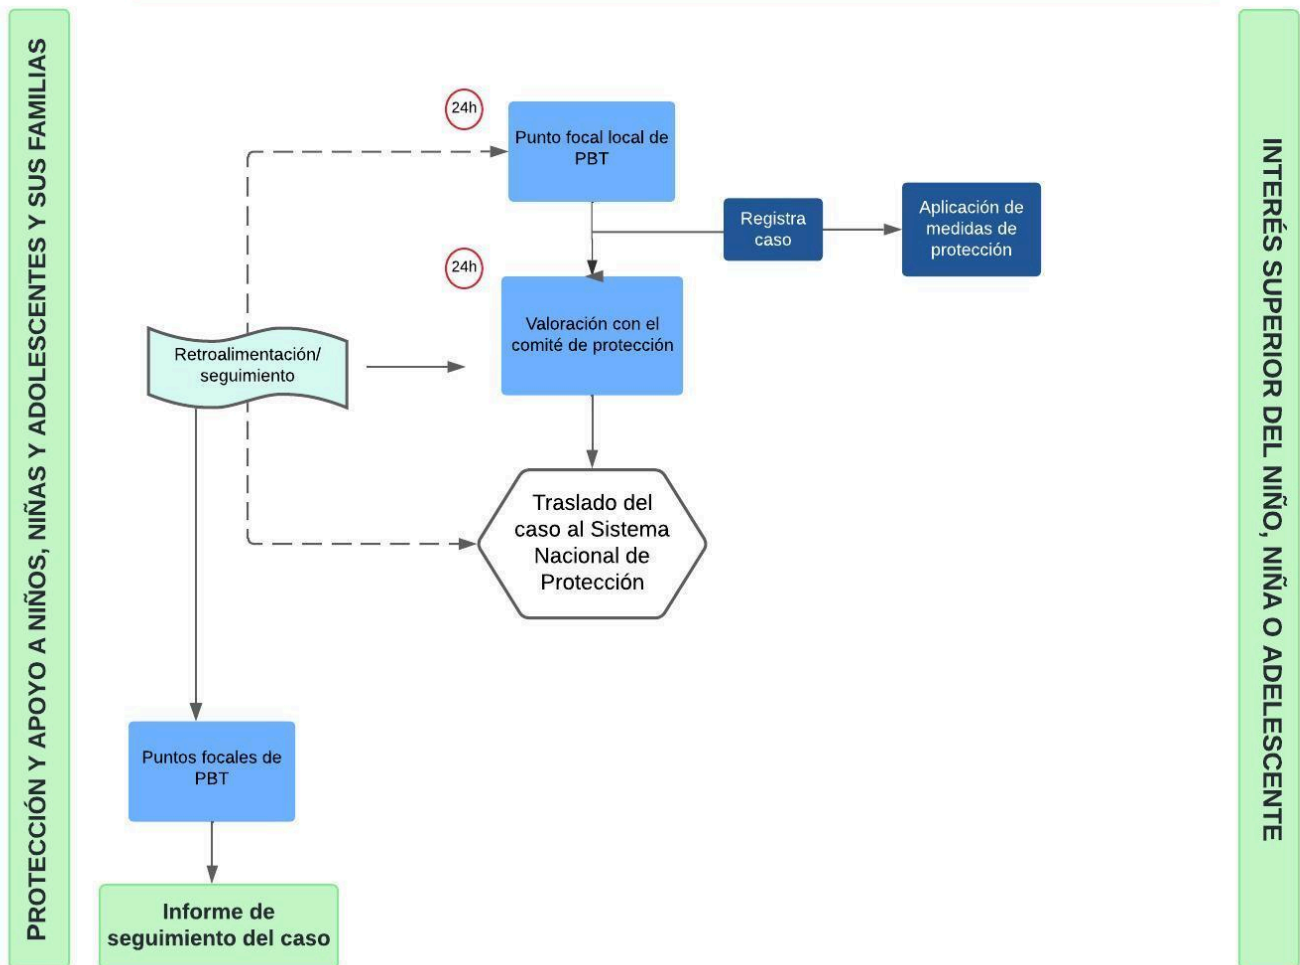 PROTECCIÓN Y APOYO A NIÑOS, NIÑAS Y ADOLESCENTES Y SUS FAMILIAS
24h
Punto focal local de
PBT
Registra
caso
Aplicación de
medidas de
protección
24h
Valoración con el
comité de protección
Retroalimentación/
seguimiento
Traslado del
caso al Sistema
Nacional de
Protección
Puntos focales de
PBT
Informe de
seguimiento del caso
INTERÉS SUPERIOR DEL NIÑO, NIÑA O ADELESCENTE